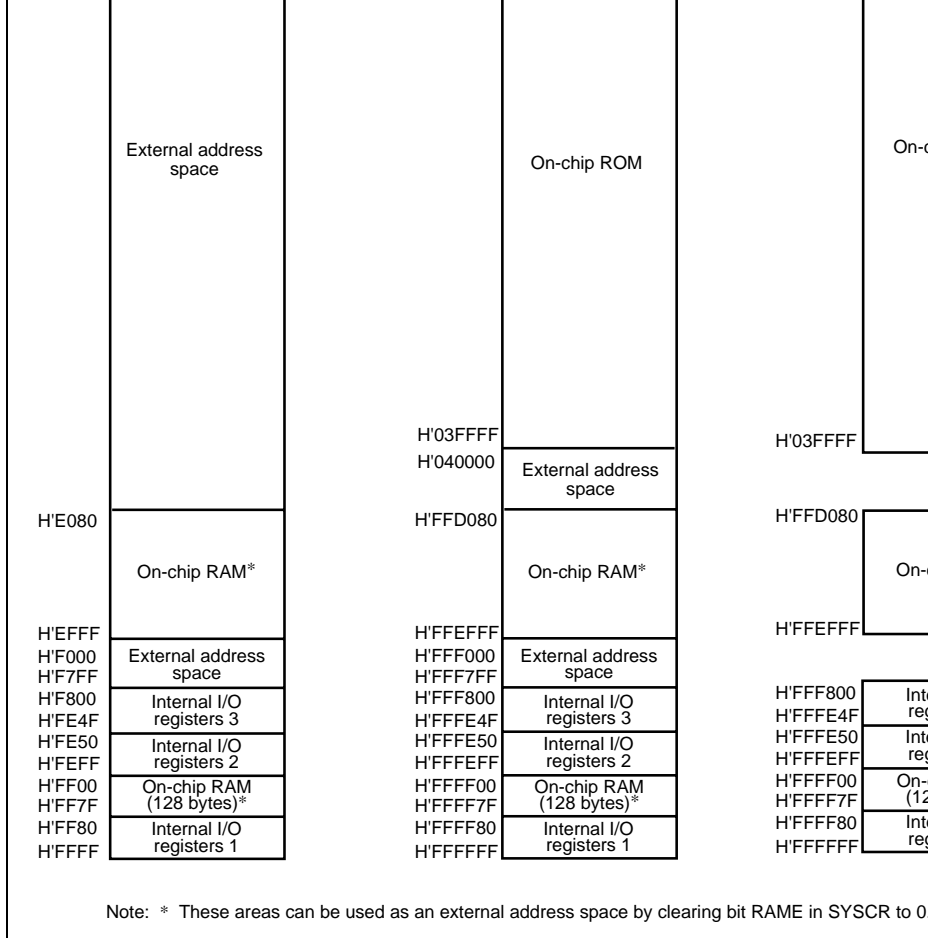 External address
space
H'E080
On-chip RAM*
H'EFFF
H'F000
External address
space
H'F7FF
H'F800
Internal I/O
registers 3
H'FE4F
H'FE50
Internal I/O
registers 2
H'FEFF
H'FF00
On-chip RAM
(128 bytes)*
H'FF7F
H'FF80
Internal I/O
registers 1
H'FFFF
On-chip ROM
H'03FFFF
H'040000
External address
space
H'FFD080
On-chip RAM*
H'FFEFFF
H'FFF000
External address
space
H'FFF7FF
H'FFF800
Internal I/O
registers 3
H'FFFE4F
H'FFFE50
Internal I/O
registers 2
H'FFFEFF
H'FFFF00
On-chip RAM
(128 bytes)*
H'FFFF7F
H'FFFF80
Internal I/O
registers 1
H'FFFFFF
H'03FFFF
H'FFD080
H'FFEFFF
H'FFF800
H'FFFE4F
H'FFFE50
H'FFFEFF
H'FFFF00
H'FFFF7F
H'FFFF80
H'FFFFFF
Note: * These areas can be used as an external address space by clearing bit RAME in SYSCR to 0.